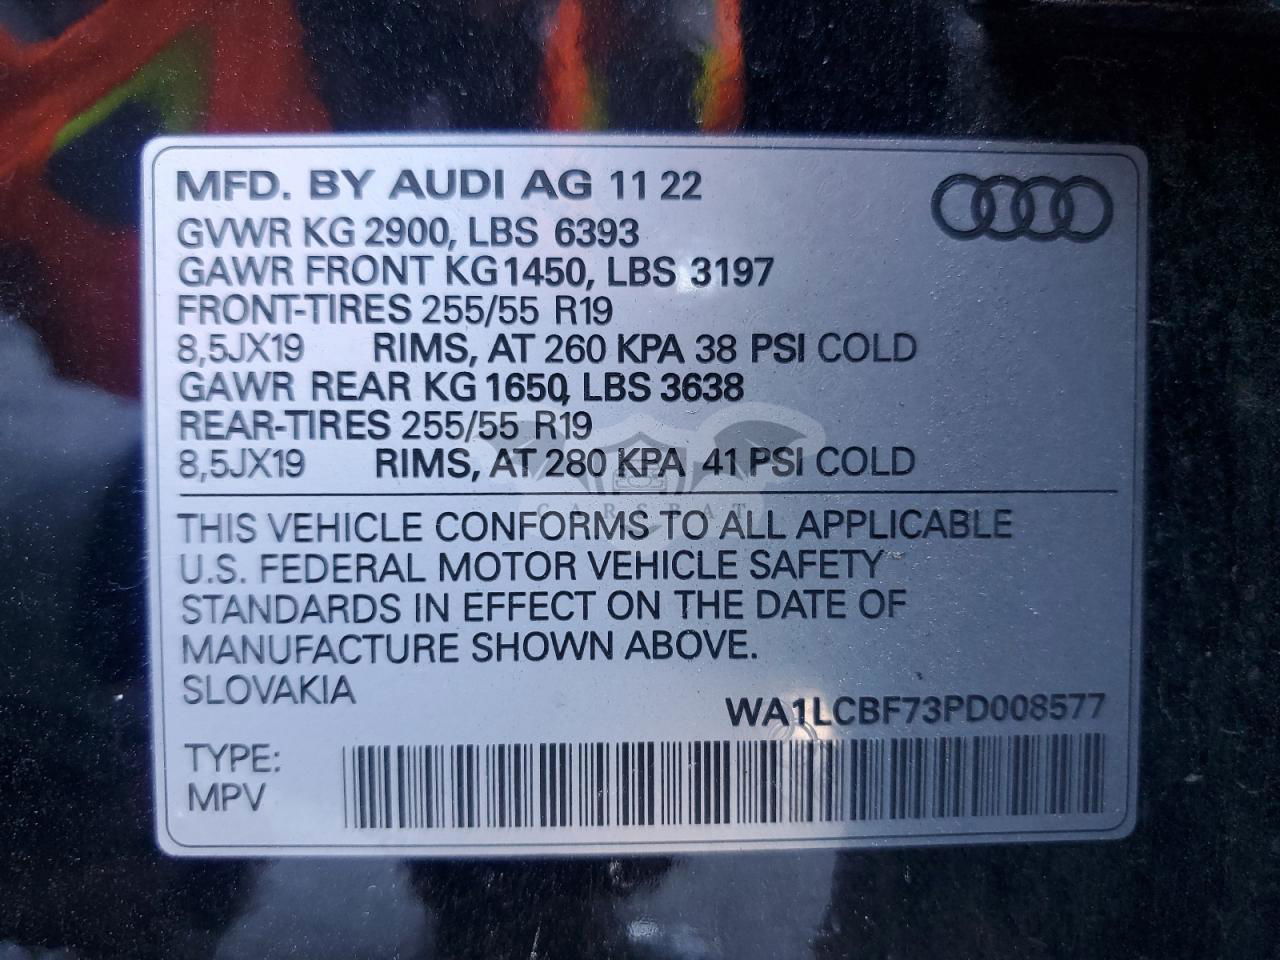 MFD. BY AUDI AG 11 22
GVWR KG 2900, LBS 6393
GAWR FRONT KG 1450, LBS 3197
FRONT-TIRES 255/55 R19
8,5JX19 RIMS, AT 260 KPA 38 PSI COLD
GAWR REAR KG 1650, LBS 3638
REAR-TIRES 255/55 R19
8,5JX19 RIMS, AT 280 KPA 41 PSI COLD
CARSBAT
THIS VEHICLE CONFORMS TO ALL APPLICABLE
U.S. FEDERAL MOTOR VEHICLE SAFETY
STANDARDS IN EFFECT ON THE DATE OF
MANUFACTURE SHOWN ABOVE.
SLOVAKIA
WA1LCBF73PD008577
TYPE:
MPV